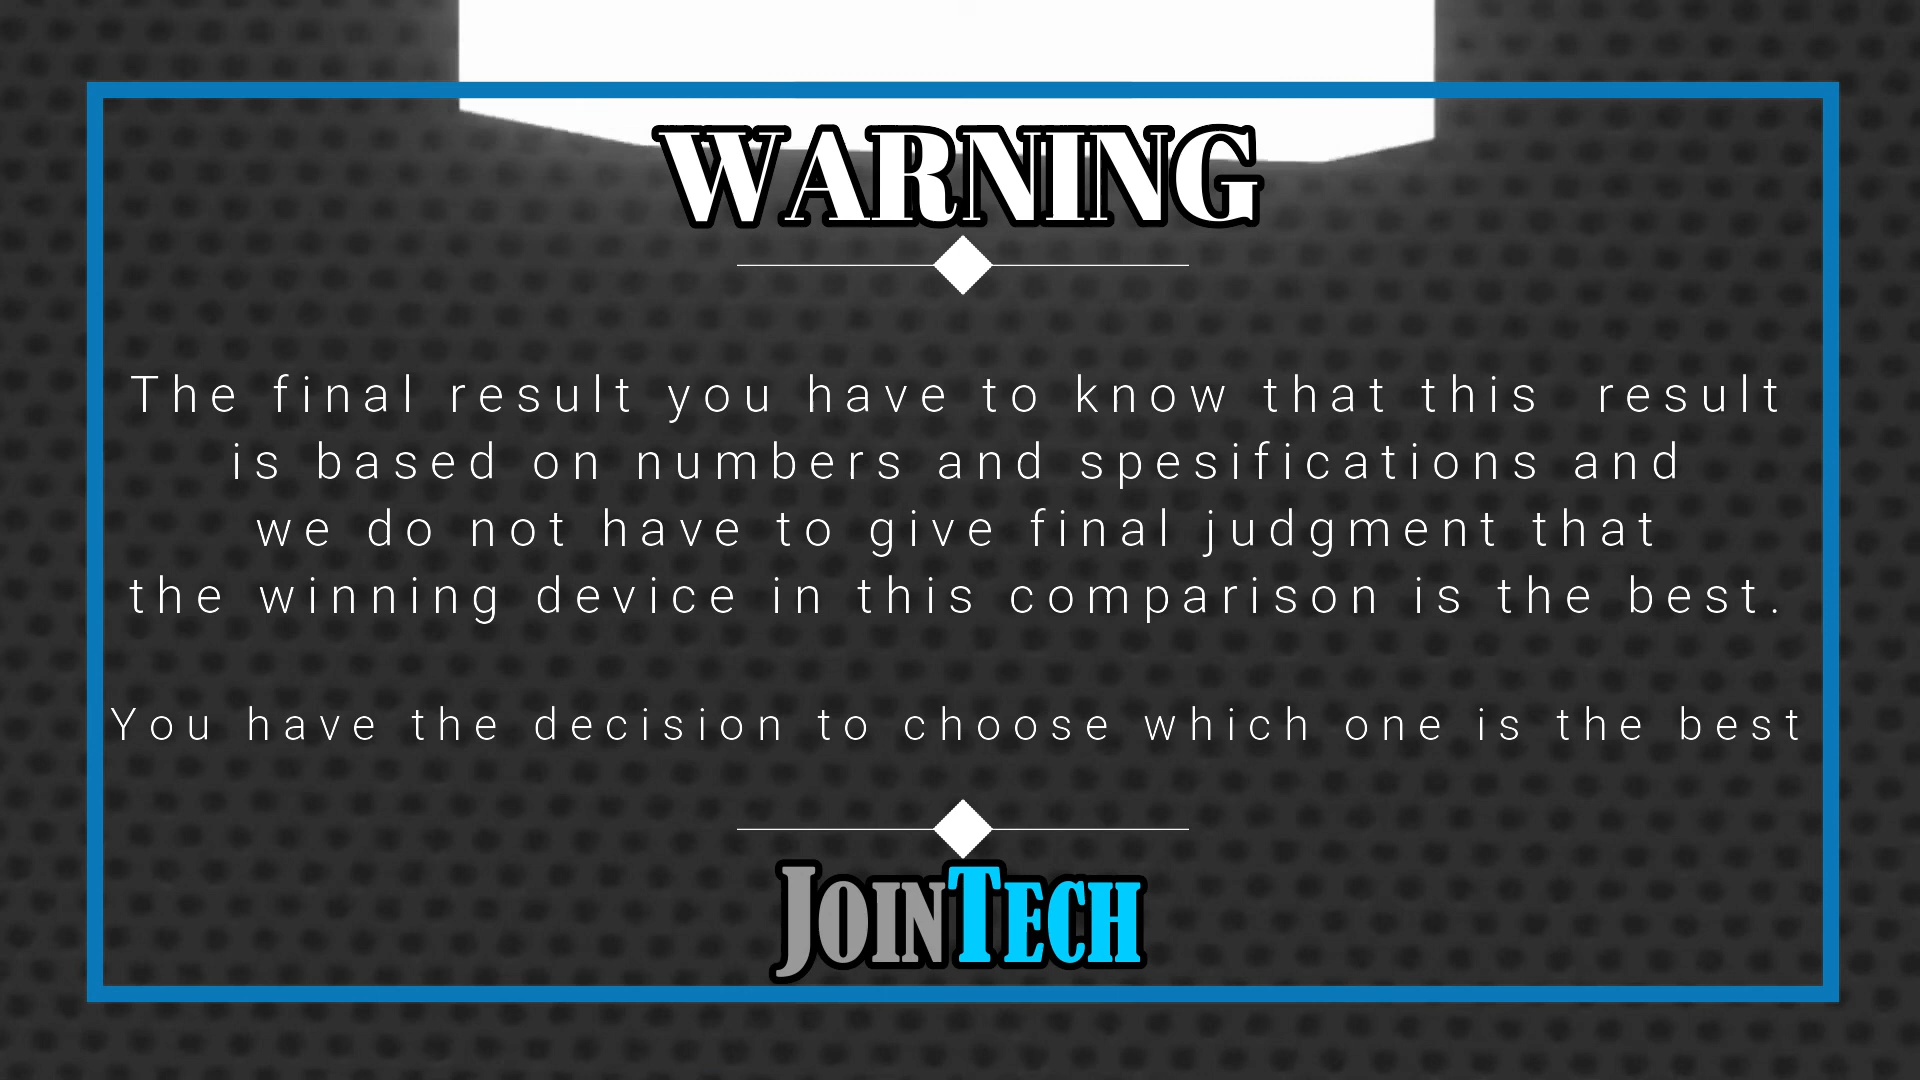 WARNING
The final result you have to know that this result
is based on numbers and spesifications and
we do not have to give final judgment that
the winning device in this comparison is the best.
You have the decision to choose which one is the best
JOINTECH